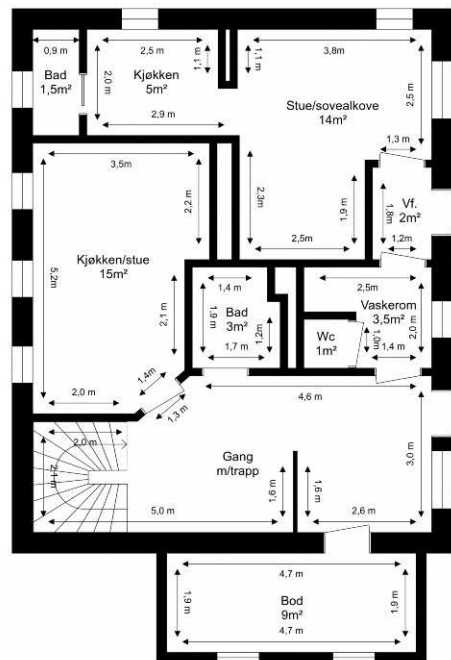 0,9 m
Bad
1,5m²
2,5 m
Kjøkken
5m²
2,0 m
1,1 m
2,9 m
1,1 m
3,8m
Stue/sovealkove
14m²
2,5 m
1,3 m
2,3m
1,9 m
2,5m
Vf.
2m²
1,8m
1,2m
3,5m
2,2 m
Kjøkken/stue
15m²
5,2m
2,1 m
2,0 m
1,4m
1,3 m
1,4 m
Bad
3m²
1,9 m
1,2m
1,7 m
2,5m
Vaskerom
3,5m²
2,0 m
Wc
1m²
1,0m
1,4 m
4,6 m
2,0 m
2,1 m
Gang
m/trapp
3,0 m
1,6 m
1,6 m
5,0 m
2,6 m
4,7 m
1,9 m
Bod
9m²
1,9 m
4,7 m